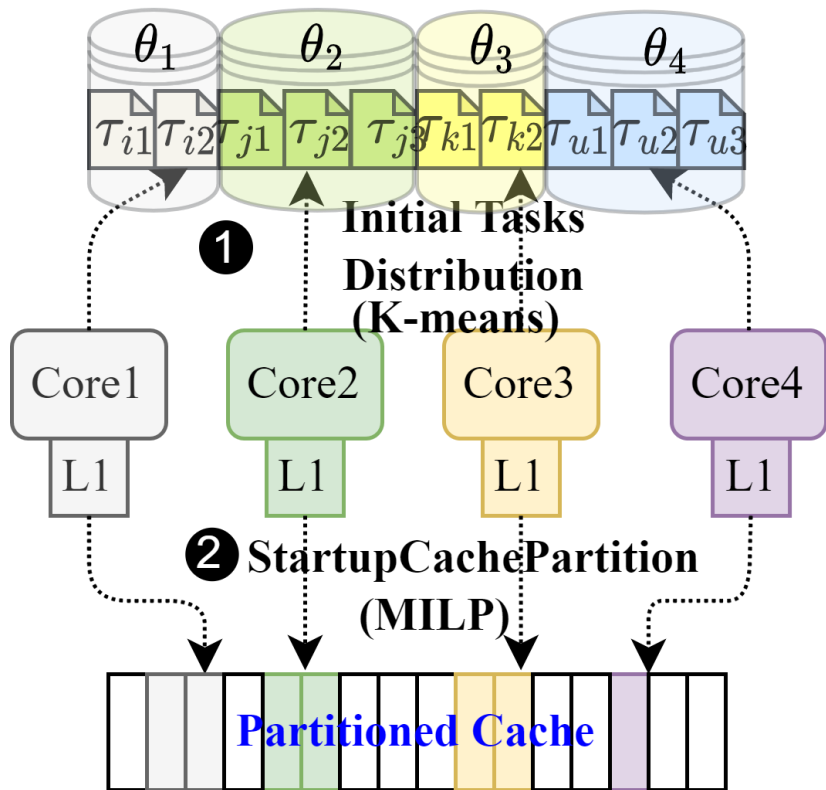 θ₁ θ₂ θ₃ θ₄
τᵢ₁ τᵢ₂ τⱼ₁ τⱼ₂ τⱼ₃ τₖ₁ τₖ₂ τᵤ₁ τᵤ₂ τᵤ₃
1 Initial Tasks
Distribution
(K-means)
Core1 Core2 Core3 Core4
L1 L1 L1 L1
2 StartupCachePartition
(MILP)
Partitioned Cache